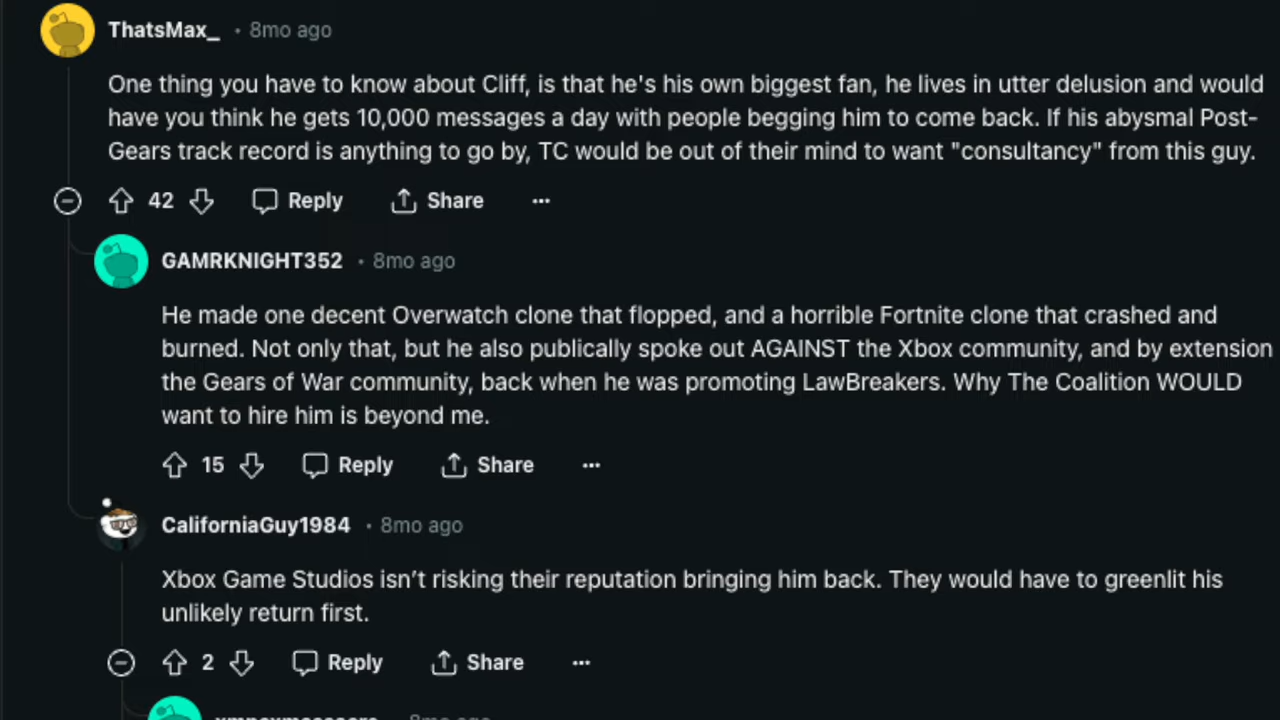 ThatsMax_ • 8mo ago
One thing you have to know about Cliff, is that he's his own biggest fan, he lives in utter delusion and would
have you think he gets 10,000 messages a day with people begging him to come back. If his abysmal Post-
Gears track record is anything to go by, TC would be out of their mind to want "consultancy" from this guy.
42 Reply Share ...
GAMRKNIGHT352 • 8mo ago
He made one decent Overwatch clone that flopped, and a horrible Fortnite clone that crashed and
burned. Not only that, but he also publically spoke out AGAINST the Xbox community, and by extension
the Gears of War community, back when he was promoting LawBreakers. Why The Coalition WOULD
want to hire him is beyond me.
15 Reply Share ...
CaliforniaGuy1984 • 8mo ago
Xbox Game Studios isn’t risking their reputation bringing him back. They would have to greenlit his
unlikely return first.
2 Reply Share ...
8mo ago